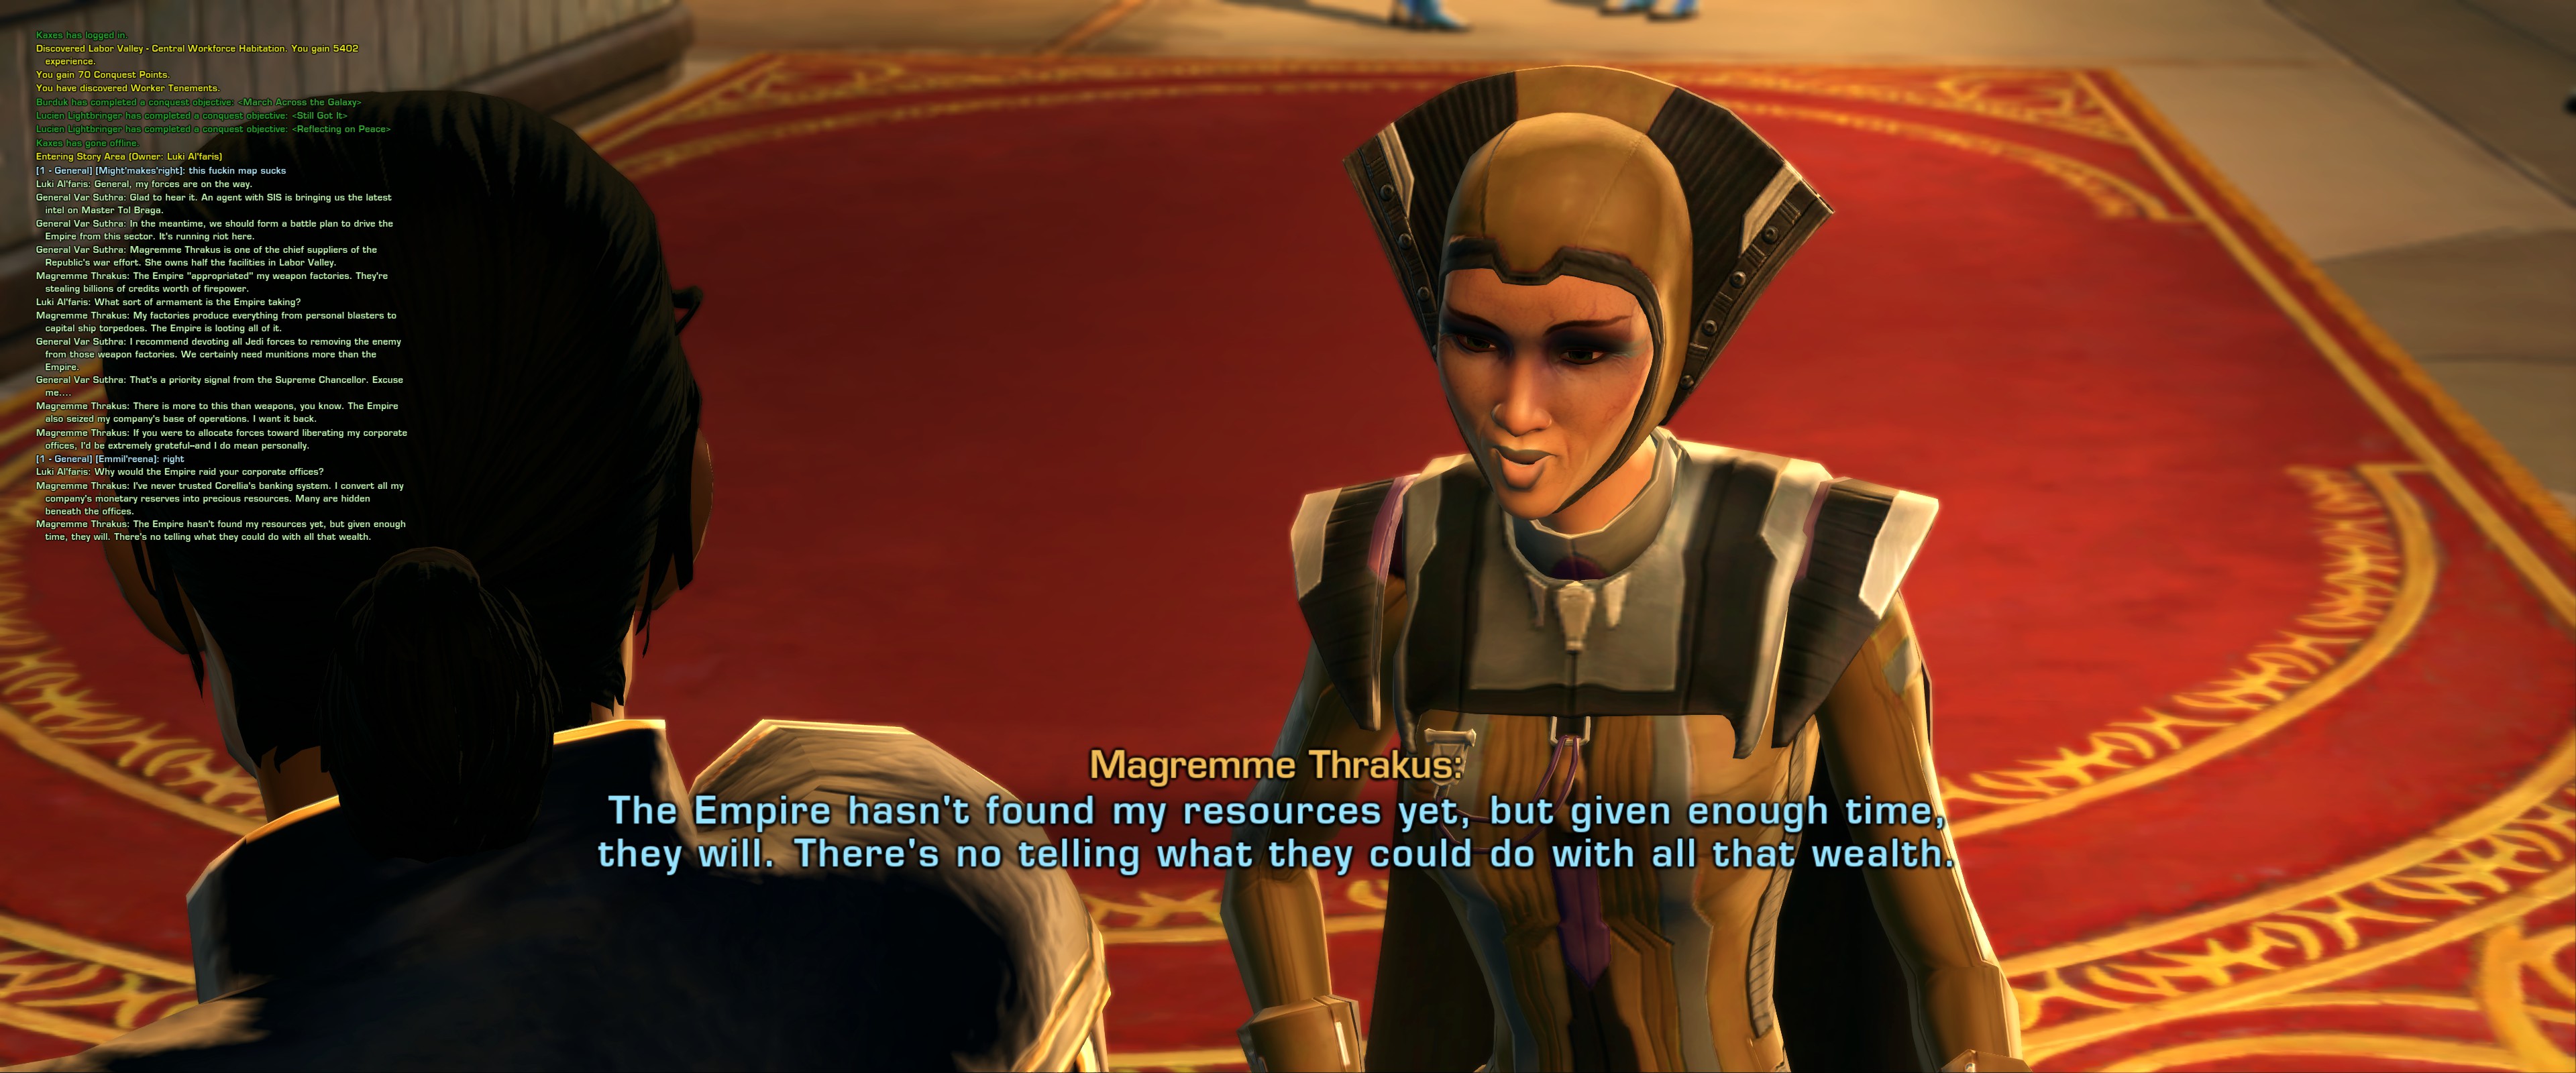 Kaxes has logged in.
Discovered Labor Valley - Central Workforce Habitation. You gain 5402
experience.
You gain 70 Conquest Points.
You have discovered Worker Tenements.
Burduk has completed a conquest objective: <March Across the Galaxy>
Lucien Lightbringer has completed a conquest objective: <Still Got It>
Lucien Lightbringer has completed a conquest objective: <Reflecting on Peace>
Kaxes has gone offline.
Entering Story Area (Owner: Luki Al'faris)
[1 - General] [Might'makes'right]: this fuckin map sucks
Luki Al'faris: General, my forces are on the way.
General Var Suthra: Glad to hear it. An agent with SIS is bringing us the latest
intel on Master Tol Braga.
General Var Suthra: In the meantime, we should form a battle plan to drive the
Empire from this sector. It's running riot here.
General Var Suthra: Magremme Thrakus is one of the chief suppliers of the
Republic's war effort. She owns half the facilities in Labor Valley.
Magremme Thrakus: The Empire "appropriated" my weapon factories. They're
stealing billions of credits worth of firepower.
Luki Al'faris: What sort of armament is the Empire taking?
Magremme Thrakus: My factories produce everything from personal blasters to
capital ship torpedoes. The Empire is looting all of it.
General Var Suthra: I recommend devoting all Jedi forces to removing the enemy
from those weapon factories. We certainly need munitions more than the
Empire.
General Var Suthra: That's a priority signal from the Supreme Chancellor. Excuse
me....
Magremme Thrakus: There is more to this than weapons, you know. The Empire
also seized my company's base of operations. I want it back.
Magremme Thrakus: If you were to allocate forces toward liberating my corporate
offices, I'd be extremely grateful—and I do mean personally.
[1 - General] [Emmil'reena]: right
Luki Al'faris: Why would the Empire raid your corporate offices?
Magremme Thrakus: I've never trusted Corellia's banking system. I convert all my
company's monetary reserves into precious resources. Many are hidden
beneath the offices.
Magremme Thrakus: The Empire hasn't found my resources yet, but given enough
time, they will. There's no telling what they could do with all that wealth.
Magremme Thrakus:
The Empire hasn't found my resources yet, but given enough time,
they will. There's no telling what they could do with all that wealth.